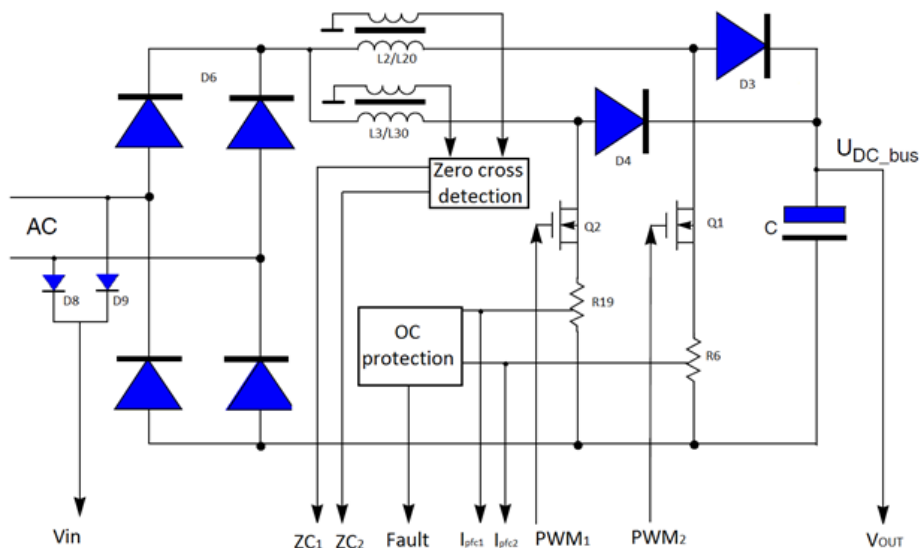 L2/L20
D6
D3
L3/L30
D4
U_DC_bus
Zero cross
detection
AC
Q2
Q1
C
D8
D9
R19
OC
protection
R6
Vin
ZC₁
ZC₂
Fault
Ipfc1
Ipfc2
PWM₁
PWM₂
VOUT